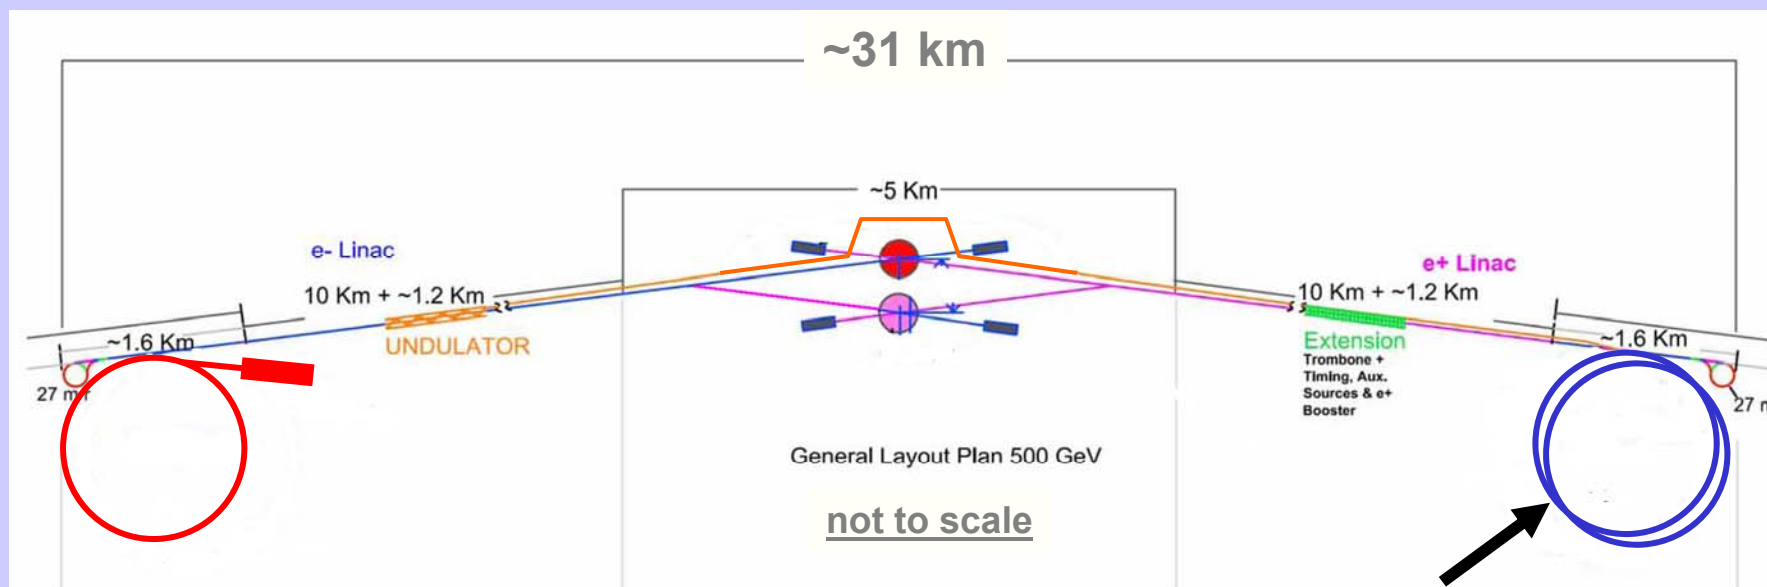 ~31 km
~5 Km
e- Linac
e+ Linac
10 Km + ~1.2 Km
10 Km + ~1.2 Km
~1.6 Km
~1.6 Km
UNDULATOR
Extension
Trombone +
Timing, Aux.
Sources & e+
Booster
27 m r
27 m
General Layout Plan 500 GeV
not to scale